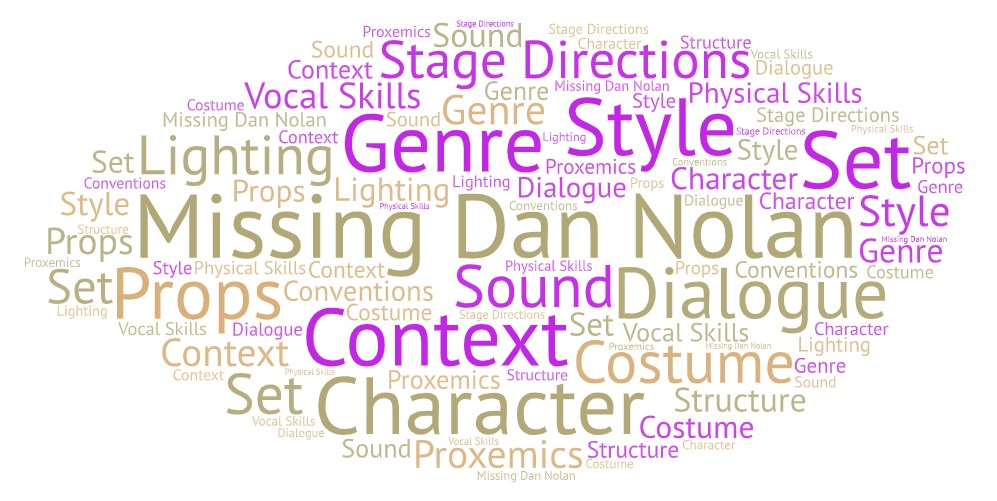 Stage Directions
Proxemics Sound Stage Directions
Sound Stage Directions Character Structure
Context Vocal Skills Dialogue
Vocal Skills Genre Missing Dan Nolan Physical Skills
Costume Genre Style
Missing Dan Nolan Sound Stage Directions
Context Genre Lighting Style Stage Directions Physical Skills
Set Lighting Conventions Style Set Set
Conventions Props Lighting Lighting Proxemics Character Props
Physical Skills Dialogue Props Dialogue Character Genre
Style Conventions Style
Structure Missing Dan Nolan Missing Dan Nolan
Props Genre
Proxemics Style Physical Skills Context Physical Skills Props Conventions Costume
Set Props Conventions Sound Dialogue
Lighting Costume Stage Directions
Vocal Skills Dialogue Context Set Vocal Skills Character
Context Proxemics Missing Dan Nolan Lighting
Context Physical Skills Proxemics Structure Costume Genre
Set Character Structure Sound
Vocal Skills Costume
Dialogue
Sound Proxemics Vocal Skills Structure Character
Costume
Missing Dan Nolan